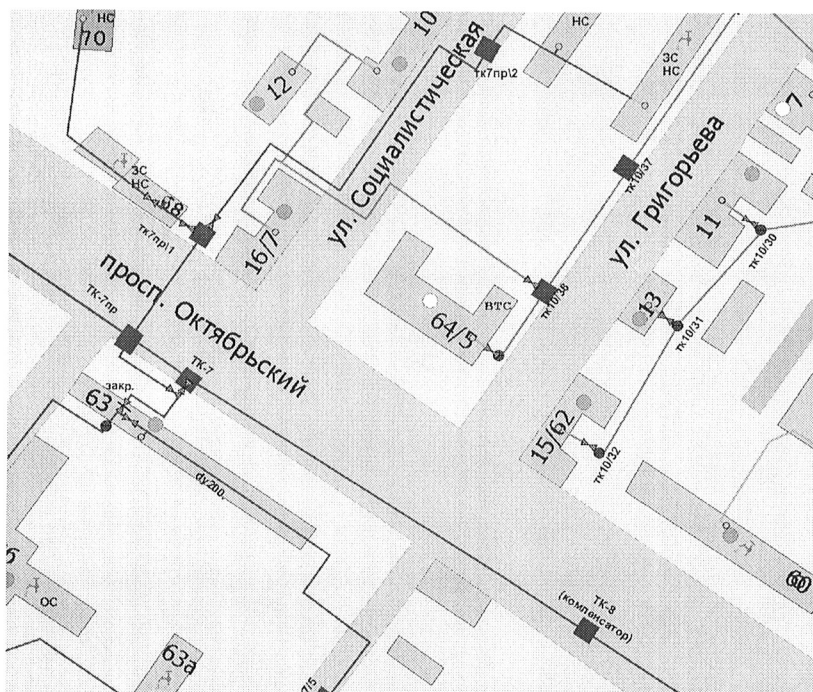 НС
70
10
НС
тк7пр\2
12
ул. Социалистическая
ЗС
НС
7
ЗС
НС
68
тк7пр\1
16/7
тк10/37
ул. Григорьева
11
тк10/30
просп. Октябрьский
ТК-7пр
ТК-7
ВТС
тк10/38
64/5
13
тк10/31
закр.
63
15/62
тк10/32
dy200.
60
ОС
ТК-8
(компенсатор)
63а